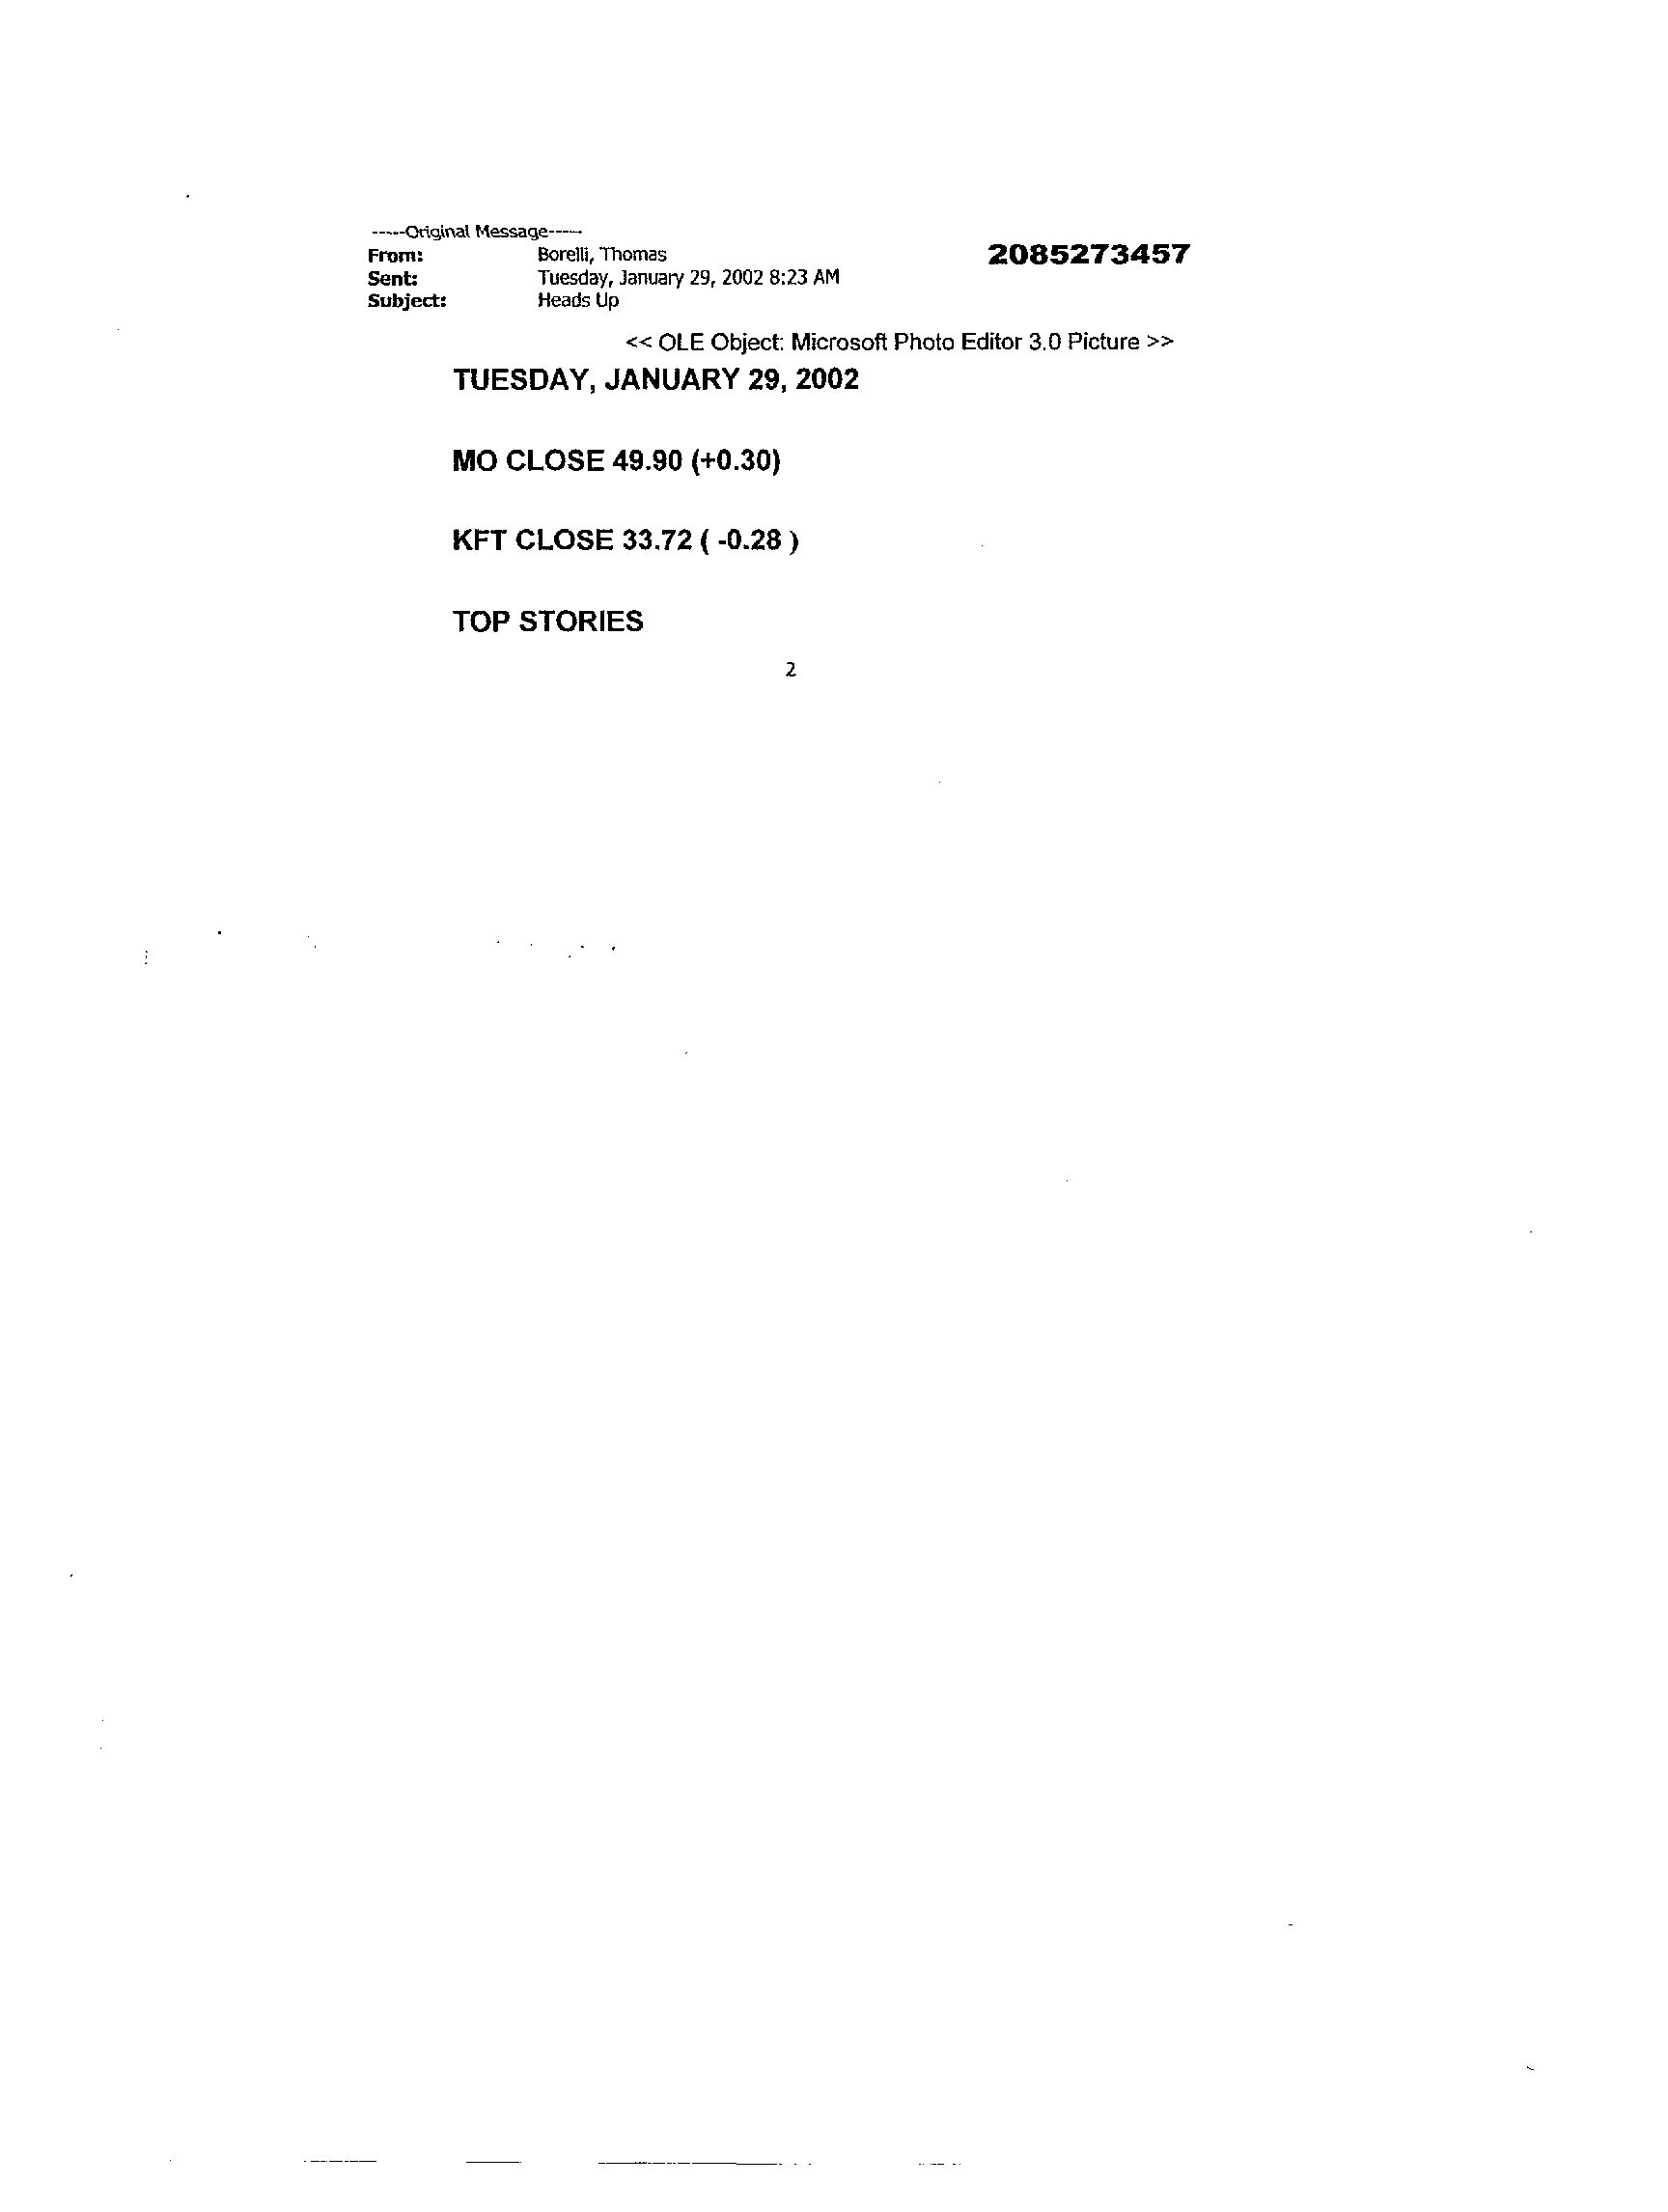 -----Original Message-----
From: Borelli, Thomas
2085273457
Sent: Tuesday, January 29, 2002 8:23 AM
Subject: Heads Up
<< OLE Object: Microsoft Photo Editor 3.0 Picture >>
TUESDAY, JANUARY 29, 2002
MO CLOSE 49.90 (+0.30)
KFT CLOSE 33.72 ( -0.28 )
TOP STORIES
2